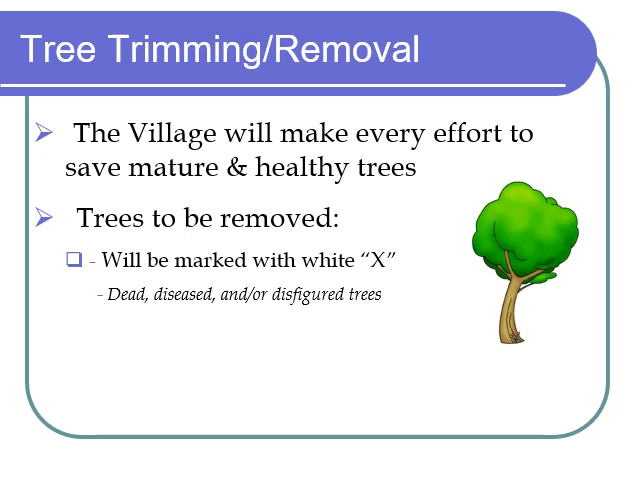 Tree Trimming/Removal
The Village will make every effort to
save mature & healthy trees
Trees to be removed:
- Will be marked with white “X”
- Dead, diseased, and/or disfigured trees